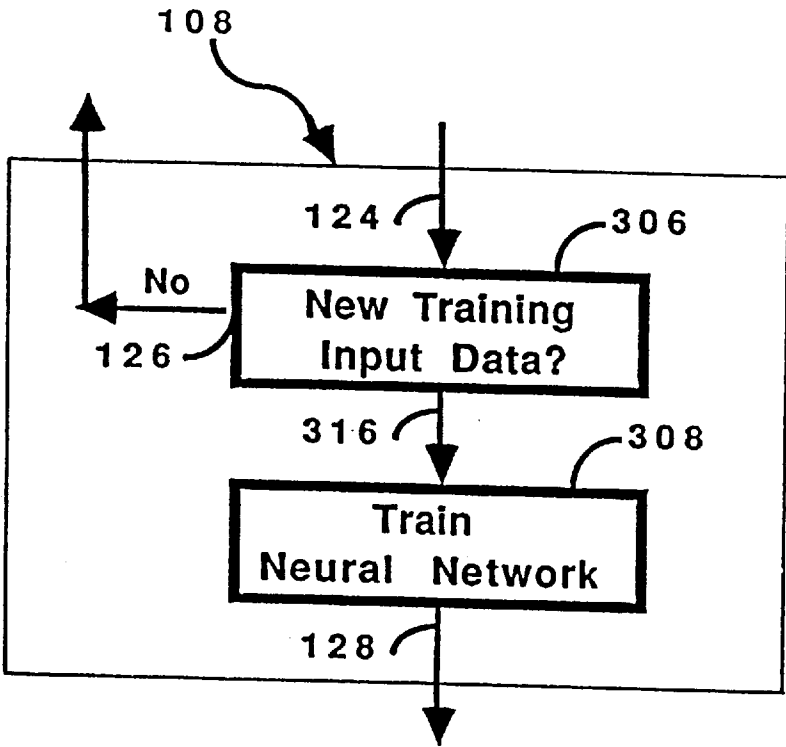 108
124
306
No
New Training
Input Data?
126
316
308
Train
Neural Network
128